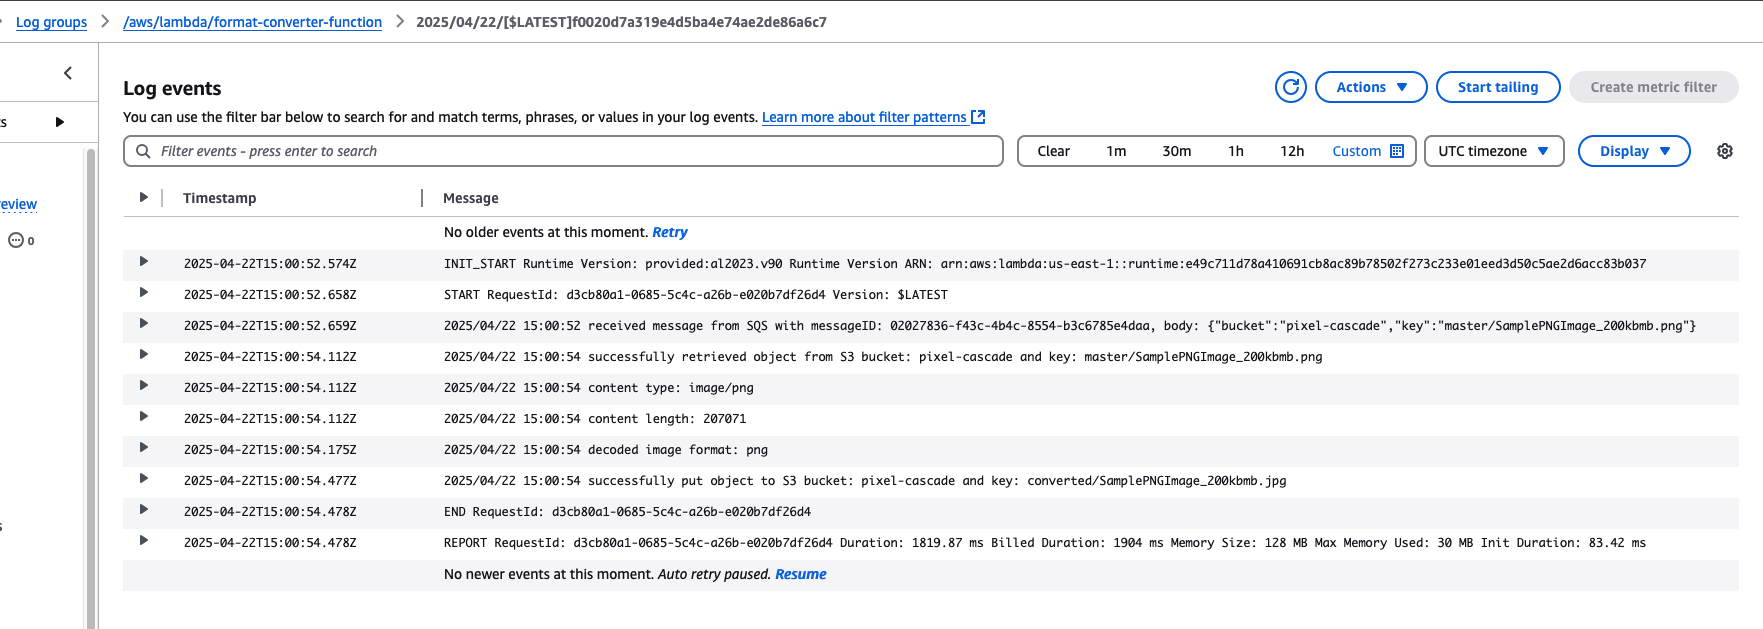 Log groups > /aws/lambda/format-converter-function > 2025/04/22/[$LATEST]f0020d7a319e4d5ba4e74ae2de86a6c7
Log events
Actions
Start tailing
Create metric filter
You can use the filter bar below to search for and match terms, phrases, or values in your log events. Learn more about filter patterns
Filter events - press enter to search
Clear 1m 30m 1h 12h Custom
UTC timezone
Display
eview
0
s
s
Timestamp Message
No older events at this moment. Retry
2025-04-22T15:00:52.574Z INIT_START Runtime Version: provided:al2023.v90 Runtime Version ARN: arn:aws:lambda:us-east-1::runtime:e49c711d78a410691cb8ac89b78502f273c233e01eed3d50c5ae2d6acc83b037
2025-04-22T15:00:52.658Z START RequestId: d3cb80a1-0685-5c4c-a26b-e020b7df26d4 Version: $LATEST
2025-04-22T15:00:52.659Z 2025/04/22 15:00:52 received message from SQS with messageID: 02027836-f43c-4b4c-8554-b3c6785e4daa, body: {"bucket":"pixel-cascade","key":"master/SamplePNGImage_200kbmb.png"}
2025-04-22T15:00:54.112Z 2025/04/22 15:00:54 successfully retrieved object from S3 bucket: pixel-cascade and key: master/SamplePNGImage_200kbmb.png
2025-04-22T15:00:54.112Z 2025/04/22 15:00:54 content type: image/png
2025-04-22T15:00:54.112Z 2025/04/22 15:00:54 content length: 207071
2025-04-22T15:00:54.175Z 2025/04/22 15:00:54 decoded image format: png
2025-04-22T15:00:54.477Z 2025/04/22 15:00:54 successfully put object to S3 bucket: pixel-cascade and key: converted/SamplePNGImage_200kbmb.jpg
2025-04-22T15:00:54.478Z END RequestId: d3cb80a1-0685-5c4c-a26b-e020b7df26d4
2025-04-22T15:00:54.478Z REPORT RequestId: d3cb80a1-0685-5c4c-a26b-e020b7df26d4 Duration: 1819.87 ms Billed Duration: 1904 ms Memory Size: 128 MB Max Memory Used: 30 MB Init Duration: 83.42 ms
No newer events at this moment. Auto retry paused. Resume